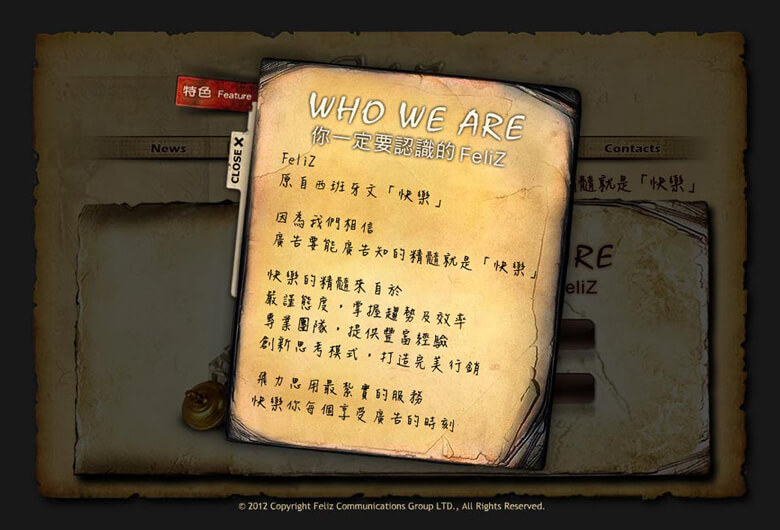 特色 Feature
WHO WE ARE
你一定要認識的 FeliZ
News
CLOSE X
Contacts
FeliZ
原自西班牙文「快樂」
髓就是「快樂」
因為我們相信
廣告要能廣告知的精髓就是「快樂」
RE
FeliZ
快樂的精髓來自於
嚴謹態度，掌握趨勢及效率
專業團隊，提供豐富經驗
創新思考模式，打造完美行銷
飛力思用最紮實的服務
快樂你每個享受廣告的時刻
© 2012 Copyright Feliz Communications Group LTD., All Rights Reserved.